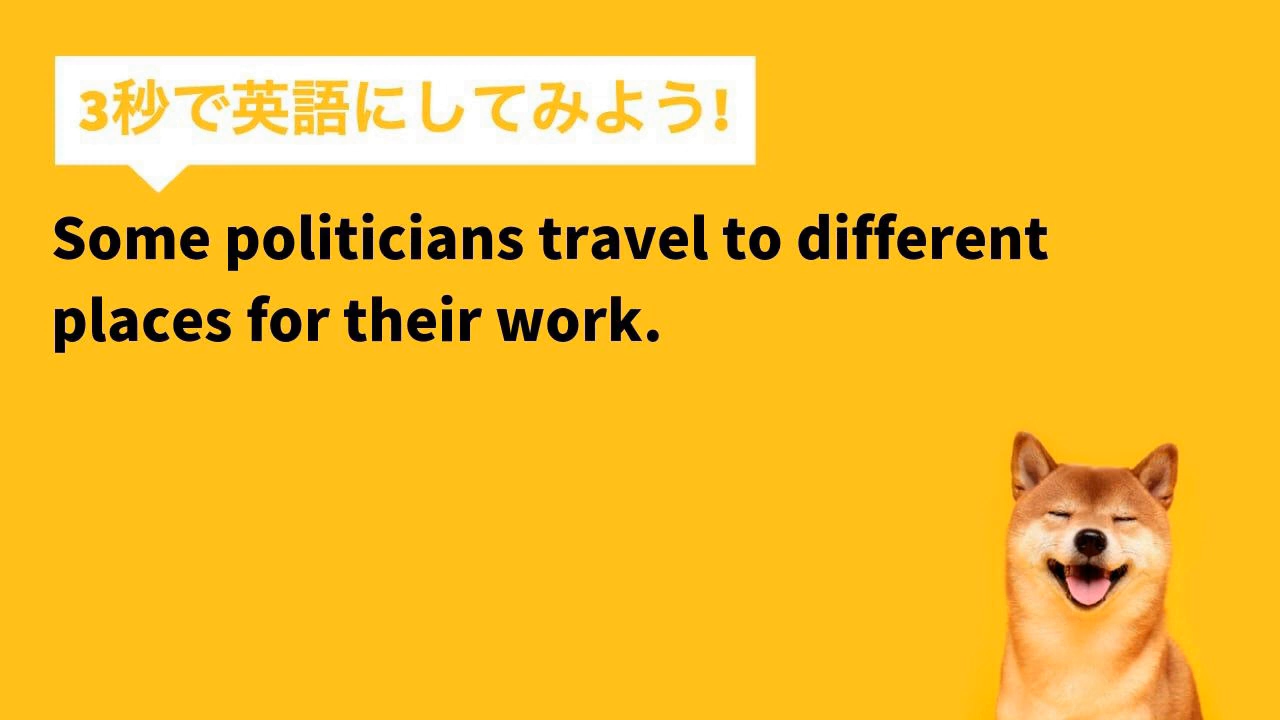 3秒で英語にしてみよう!
Some politicians travel to different
places for their work.